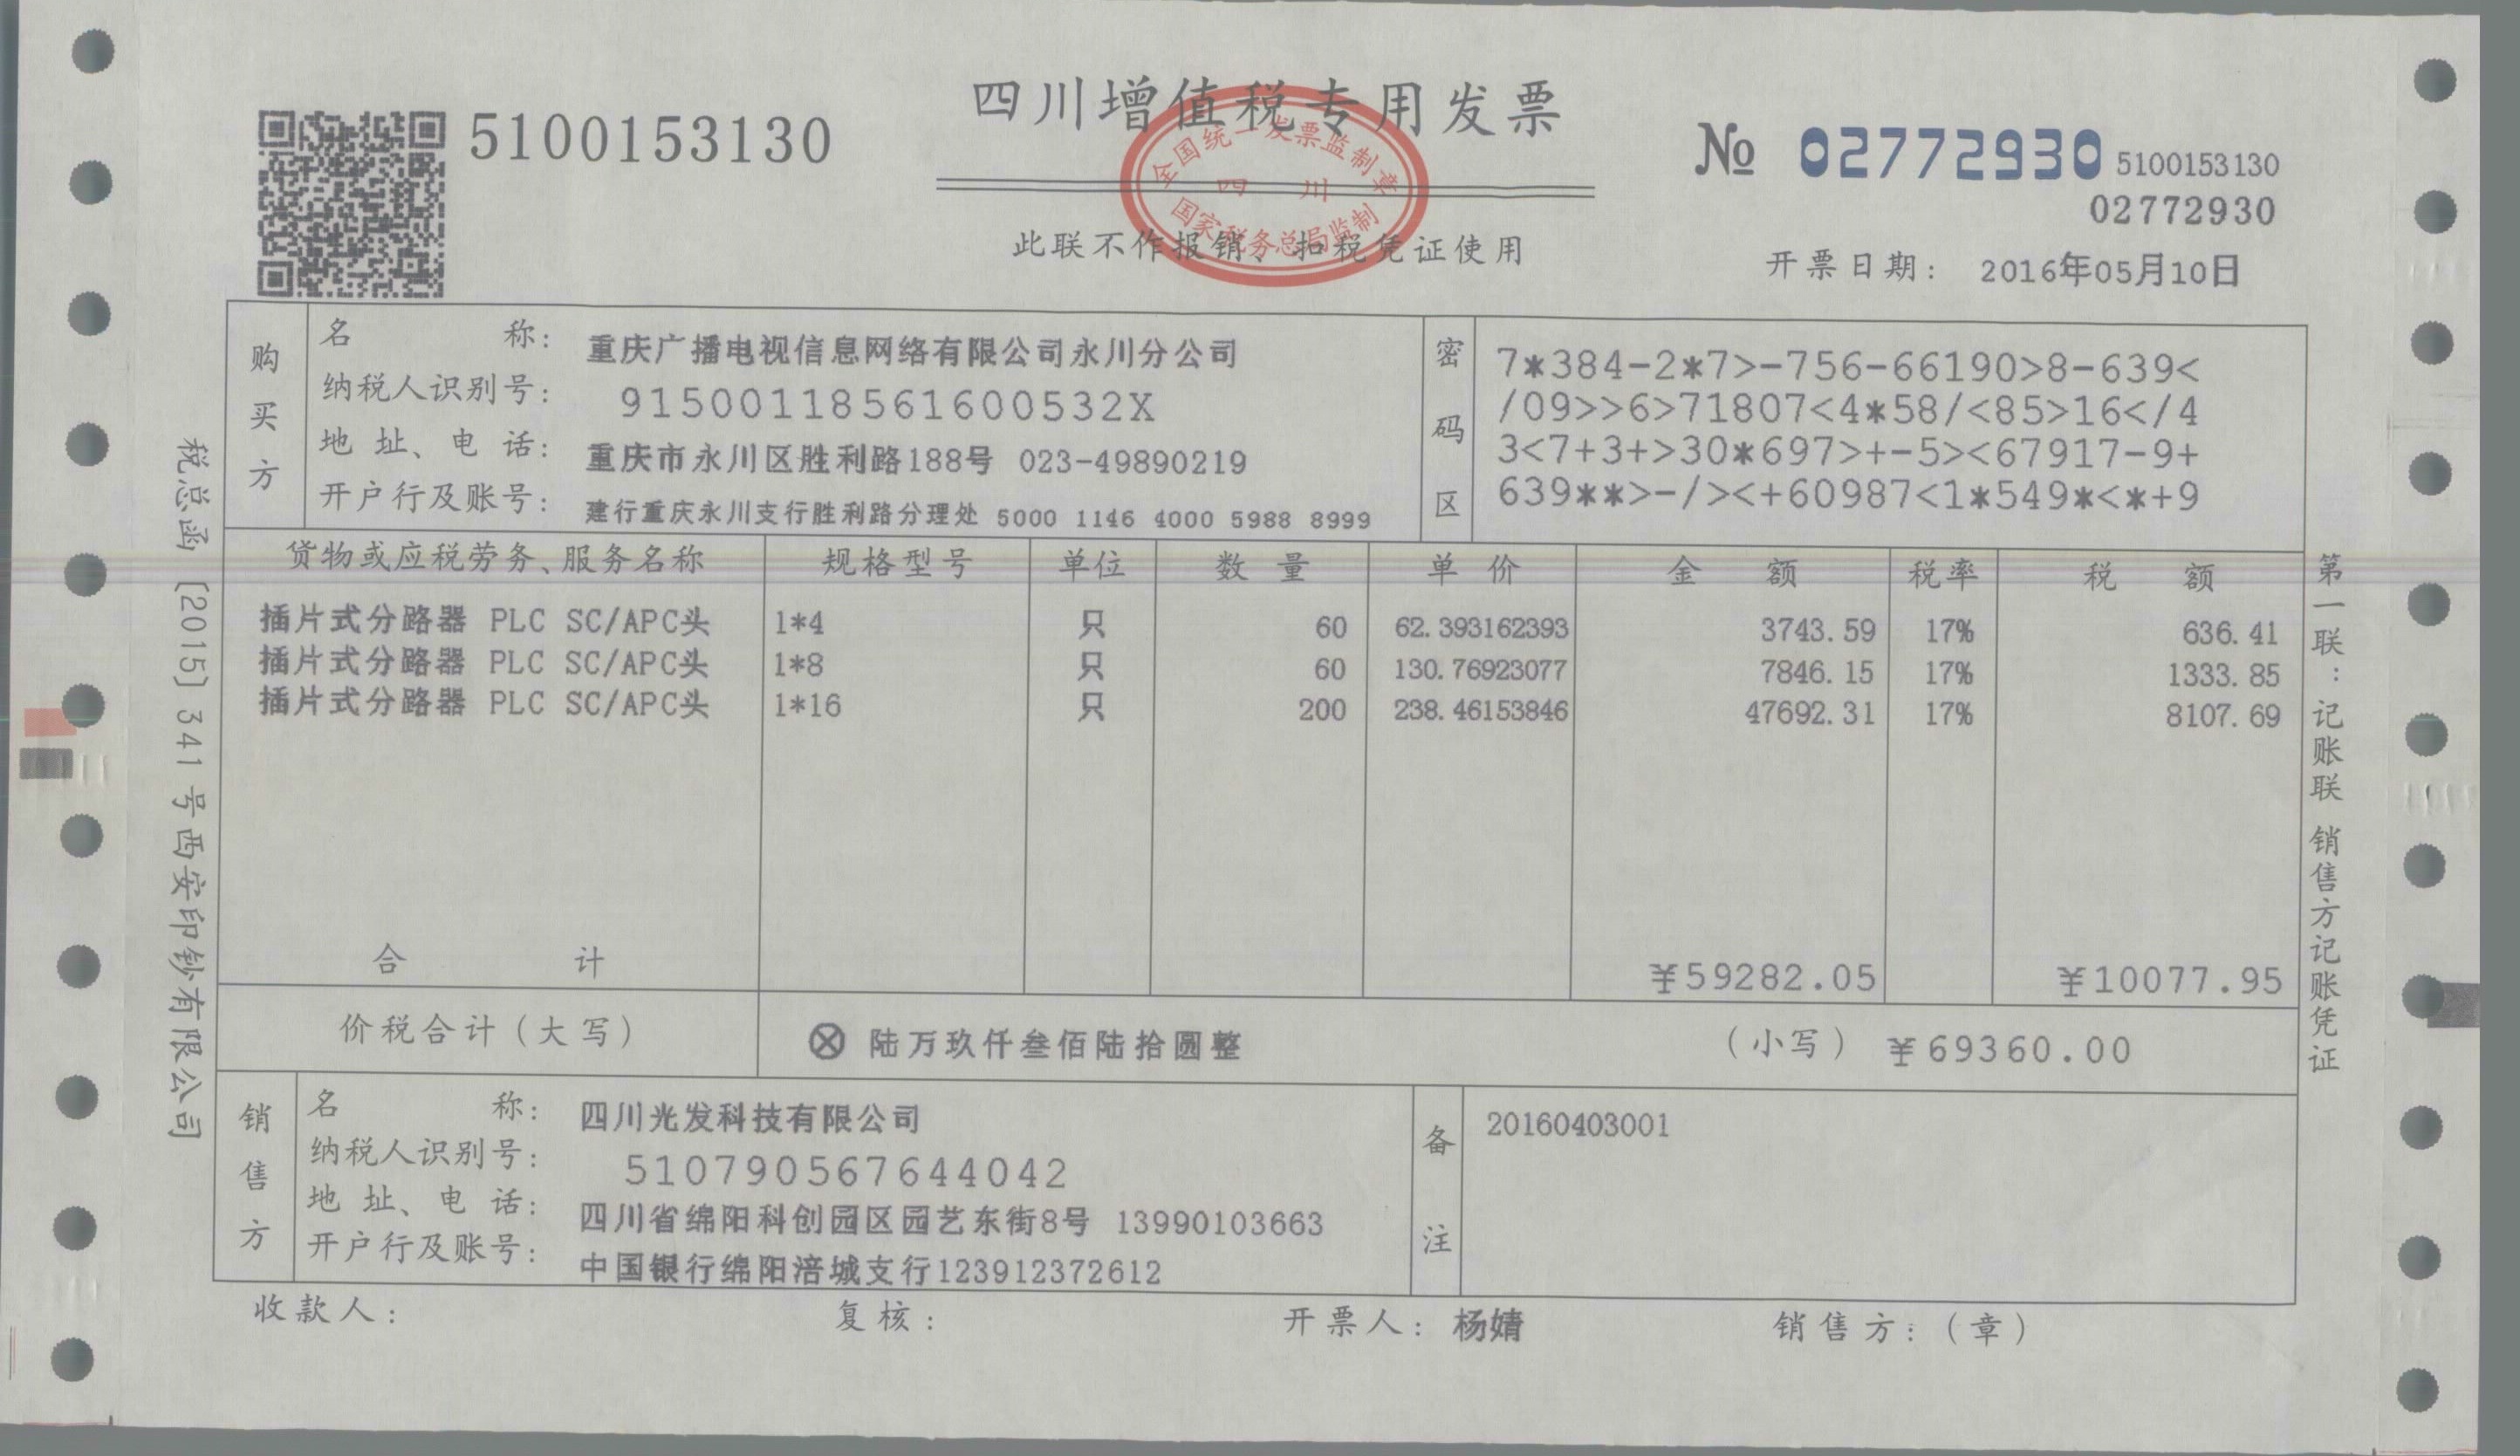 四川增值税专用发票
5100153130
№ 02772930 5100153130
02772930
全国统一发票监制章
四川
国家税务总局监制
此联不作报销、扣税凭证使用
开票日期： 2016年05月10日
购买方
名 称： 重庆广播电视信息网络有限公司永川分公司
纳税人识别号： 91500118561600532X
地 址、电 话： 重庆市永川区胜利路188号 023-49890219
开户行及账号： 建行重庆永川支行胜利路分理处 5000 1146 4000 5988 8999
密码区
7*384-2*7>-756-66190>8-639<
/09>>6>71807<4*58/<85>16</4
3<7+3+>30*697>+-5><67917-9+
639**>-/><+60987<1*549*<*+9
货物或应税劳务、服务名称 规格型号 单位 数 量 单 价 金 额 税率 税 额
插片式分路器 PLC SC/APC头 1*4 只 60 62.393162393 3743.59 17% 636.41
插片式分路器 PLC SC/APC头 1*8 只 60 130.76923077 7846.15 17% 1333.85
插片式分路器 PLC SC/APC头 1*16 只 200 238.46153846 47692.31 17% 8107.69
合 计 ￥59282.05 ￥10077.95
价税合计（大写） ⊗ 陆万玖仟叁佰陆拾圆整 （小写） ￥69360.00
销售方
名 称： 四川光发科技有限公司
纳税人识别号： 510790567644042
地 址、电 话： 四川省绵阳科创园区园艺东街8号 13990103663
开户行及账号： 中国银行绵阳涪城支行123912372612
备注
20160403001
收款人： 复核： 开票人： 杨婧 销售方：（章）
税总函〔2015〕341号西安印钞有限公司
第一联：记账联 销售方记账凭证